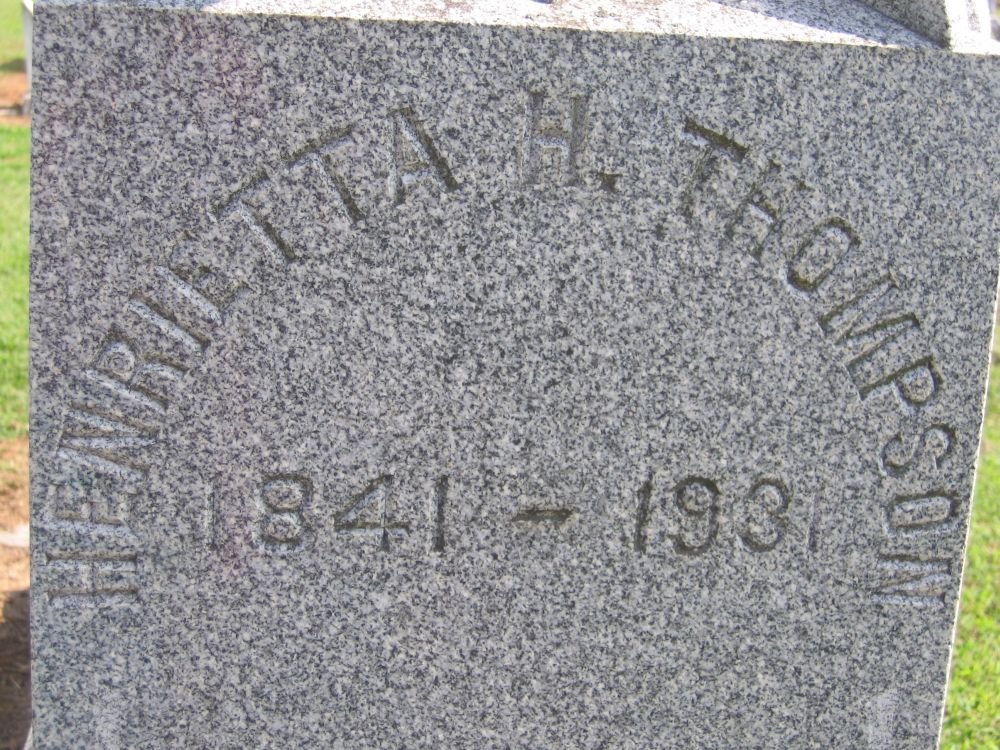 HENRIETTA H. THOMPSON
1841 - 1931